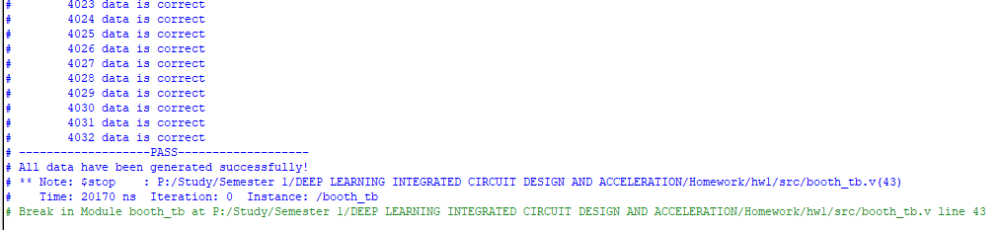 # 4023 data is correct
# 4024 data is correct
# 4025 data is correct
# 4026 data is correct
# 4027 data is correct
# 4028 data is correct
# 4029 data is correct
# 4030 data is correct
# 4031 data is correct
# 4032 data is correct
# -------------------PASS-------------------
# All data have been generated successfully!
# ** Note: $stop    : P:/Study/Semester 1/DEEP LEARNING INTEGRATED CIRCUIT DESIGN AND ACCELERATION/Homework/hw1/src/booth_tb.v(43)
#    Time: 20170 ns  Iteration: 0  Instance: /booth_tb
# Break in Module booth_tb at P:/Study/Semester 1/DEEP LEARNING INTEGRATED CIRCUIT DESIGN AND ACCELERATION/Homework/hw1/src/booth_tb.v line 43